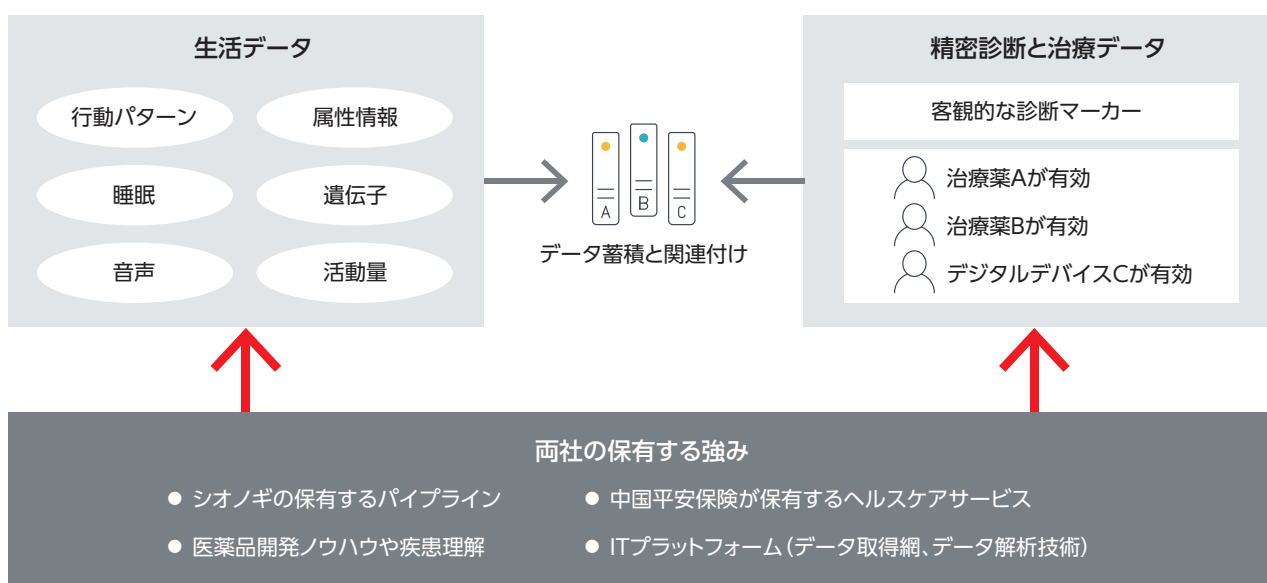 生活データ
行動パターン
属性情報
睡眠
遺伝子
音声
活動量
A
B
C
データ蓄積と関連付け
精密診断と治療データ
客観的な診断マーカー
治療薬Aが有効
治療薬Bが有効
デジタルデバイスCが有効
両社の保有する強み
● シオノギの保有するパイプライン
● 医薬品開発ノウハウや疾患理解
● 中国平安保険が保有するヘルスケアサービス
● ITプラットフォーム(データ取得網、データ解析技術)